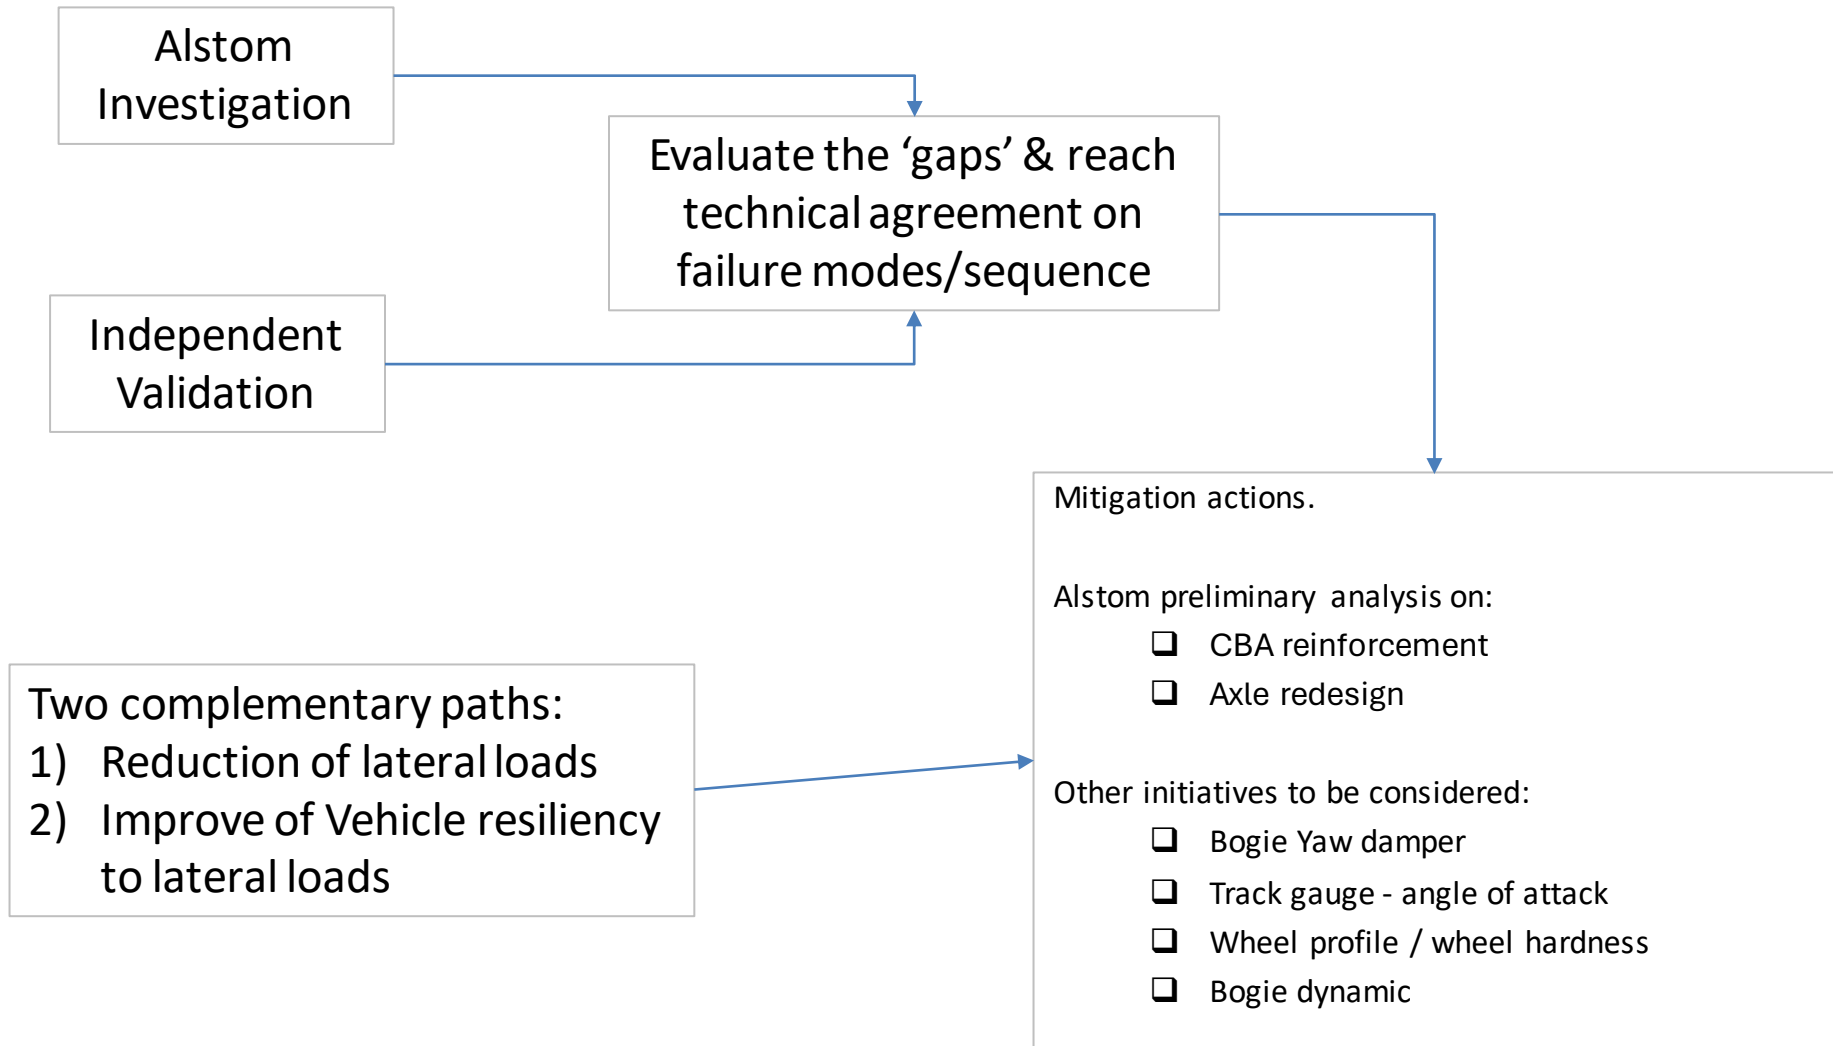 Alstom
Investigation
Evaluate the ‘gaps’ & reach
technical agreement on
failure modes/sequence
Independent
Validation
Mitigation actions.
Alstom preliminary analysis on:
❑ CBA reinforcement
❑ Axle redesign
Other initiatives to be considered:
❑ Bogie Yaw damper
❑ Track gauge - angle of attack
❑ Wheel profile / wheel hardness
❑ Bogie dynamic
Two complementary paths:
1) Reduction of lateral loads
2) Improve of Vehicle resiliency
to lateral loads